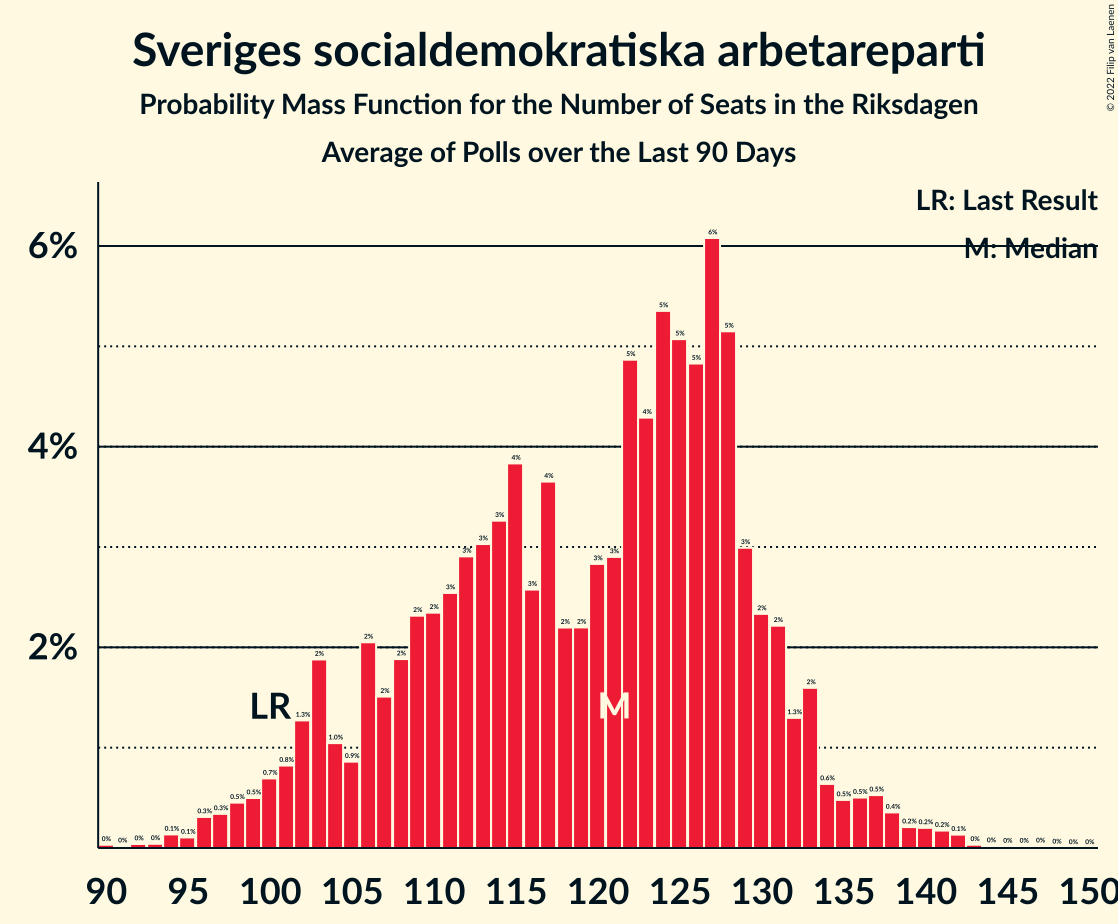 Sveriges socialdemokratiska arbetareparti
Probability Mass Function for the Number of Seats in the Riksdagen
Average of Polls over the Last 90 Days
© 2022 Filip van Laenen
LR: Last Result
M: Median
6%
4%
2%
LR
M
0% 0% 0% 0% 0.1% 0.1% 0.3% 0.3% 0.5% 0.5% 0.7% 0.8% 1.3% 2% 1.0% 0.9% 2% 2% 2% 2% 2% 3% 3% 3% 3% 4% 3% 4% 2% 2% 3% 3% 5% 4% 5% 5% 5% 6% 5% 3% 2% 2% 1.3% 2% 0.6% 0.5% 0.5% 0.5% 0.4% 0.2% 0.2% 0.2% 0.1% 0% 0% 0% 0% 0% 0% 0% 0%
90 95 100 105 110 115 120 125 130 135 140 145 150